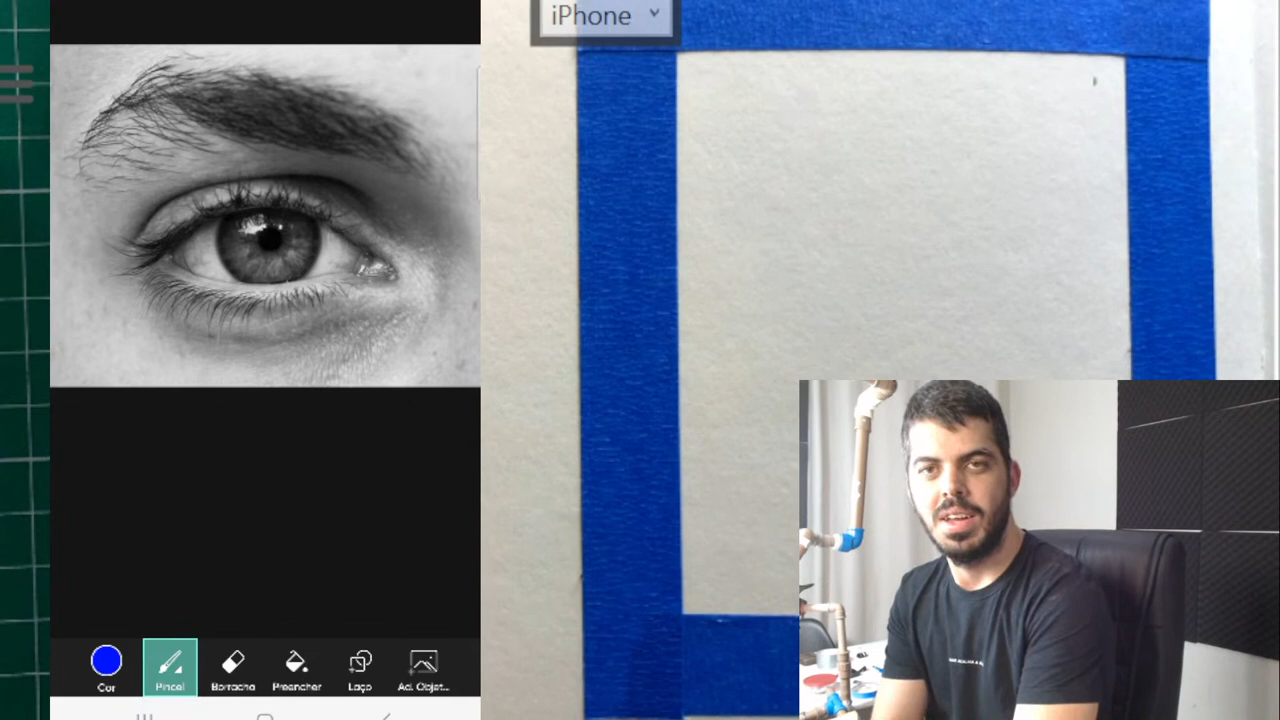 iPhone
Cor
Pincel
Borracha
Preencher
Laço
Ad. Objet...